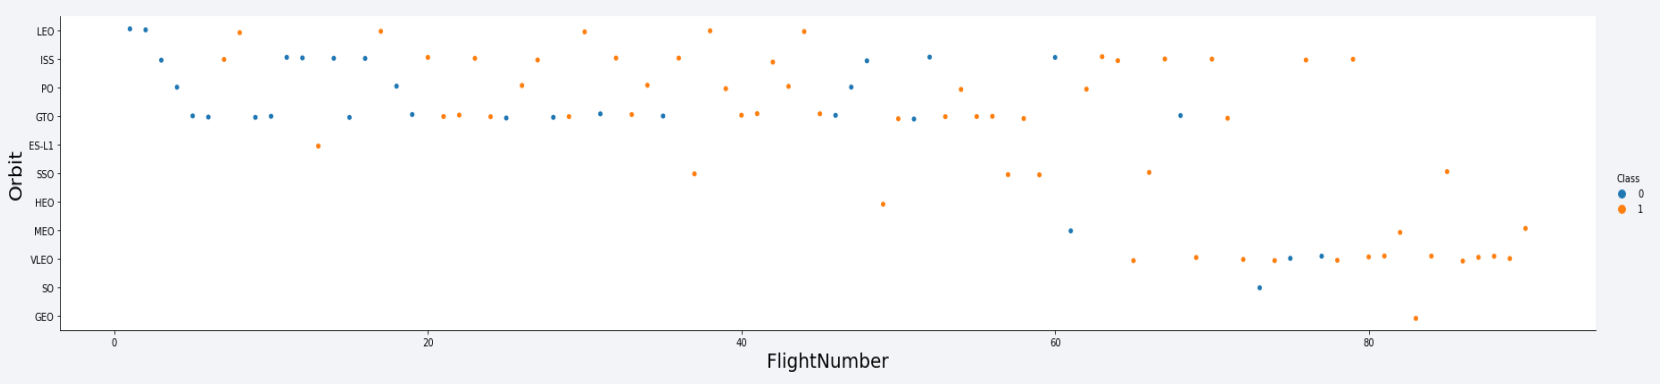 Orbit
LEO
ISS
PO
GTO
ES-L1
SSO
HEO
MEO
VLEO
SO
GEO
0 20 40 60 80
FlightNumber
Class
0
1